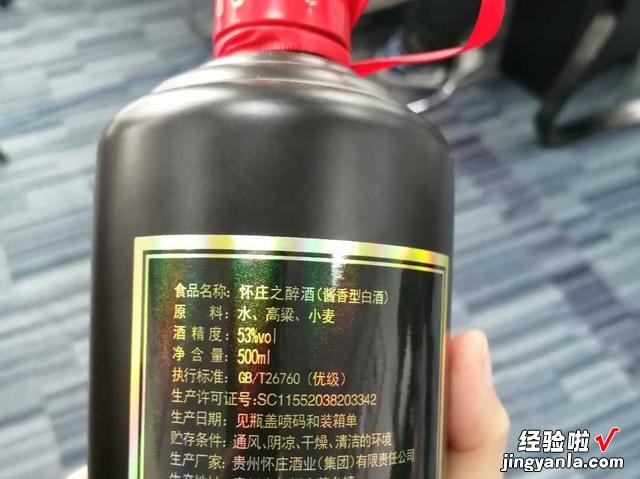 食品名称：怀庄之醉酒（酱香型白酒）
原　　料：水、高粱、小麦
酒 精 度：53%vol
净 含 量：500ml
执行标准：GB/T26760（优级）
生产许可证号：SC11552038203342
生产日期：见瓶盖喷码和装箱单
贮存条件：通风、阴凉、干燥、清洁的环境
生产厂家：贵州怀庄酒业（集团）有限责任公司
经验啦√
jingyanla.com